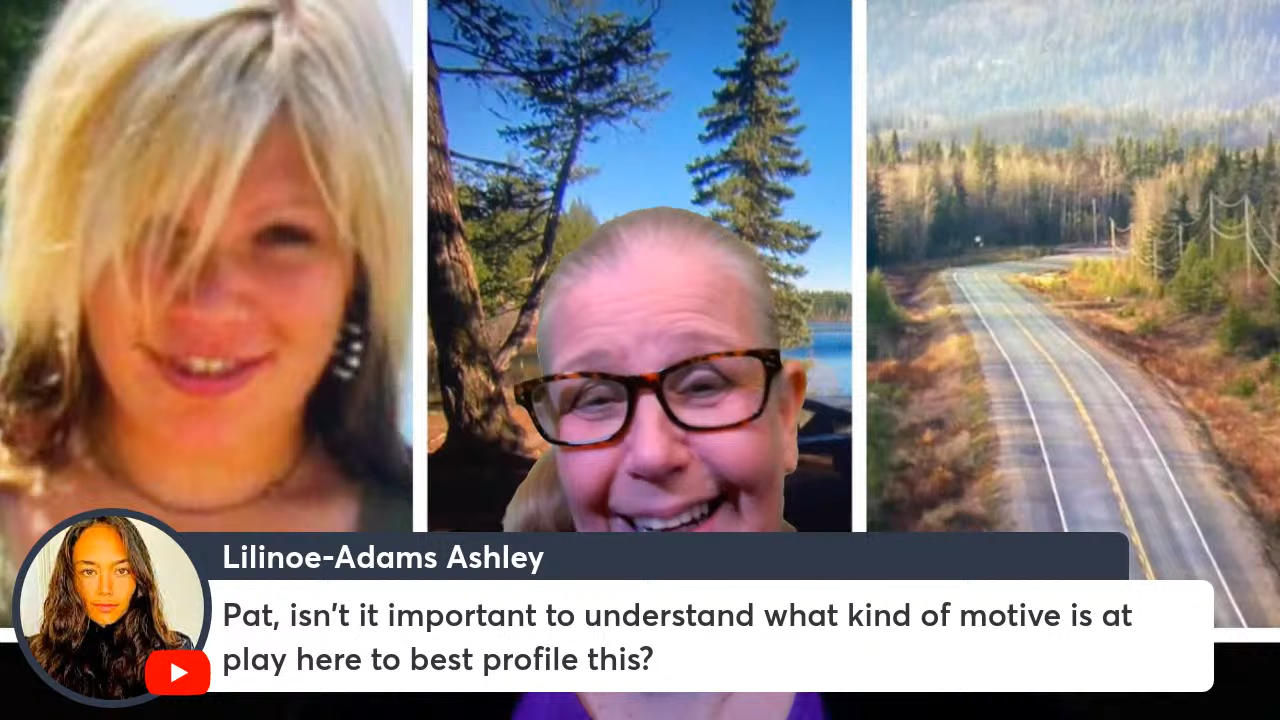 Lilinoe-Adams Ashley
Pat, isn't it important to understand what kind of motive is at
play here to best profile this?